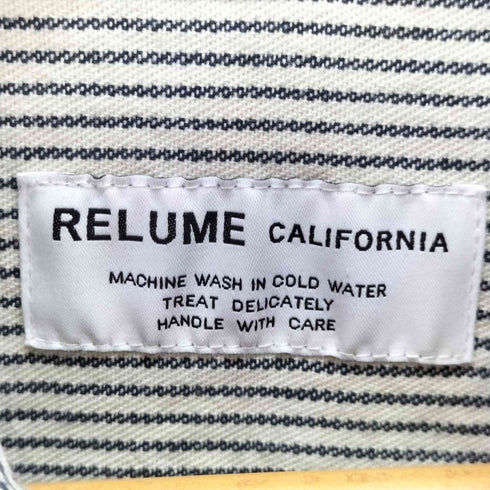 RELUME CALIFORNIA
MACHINE WASH IN COLD WATER
TREAT DELICATELY
HANDLE WITH CARE